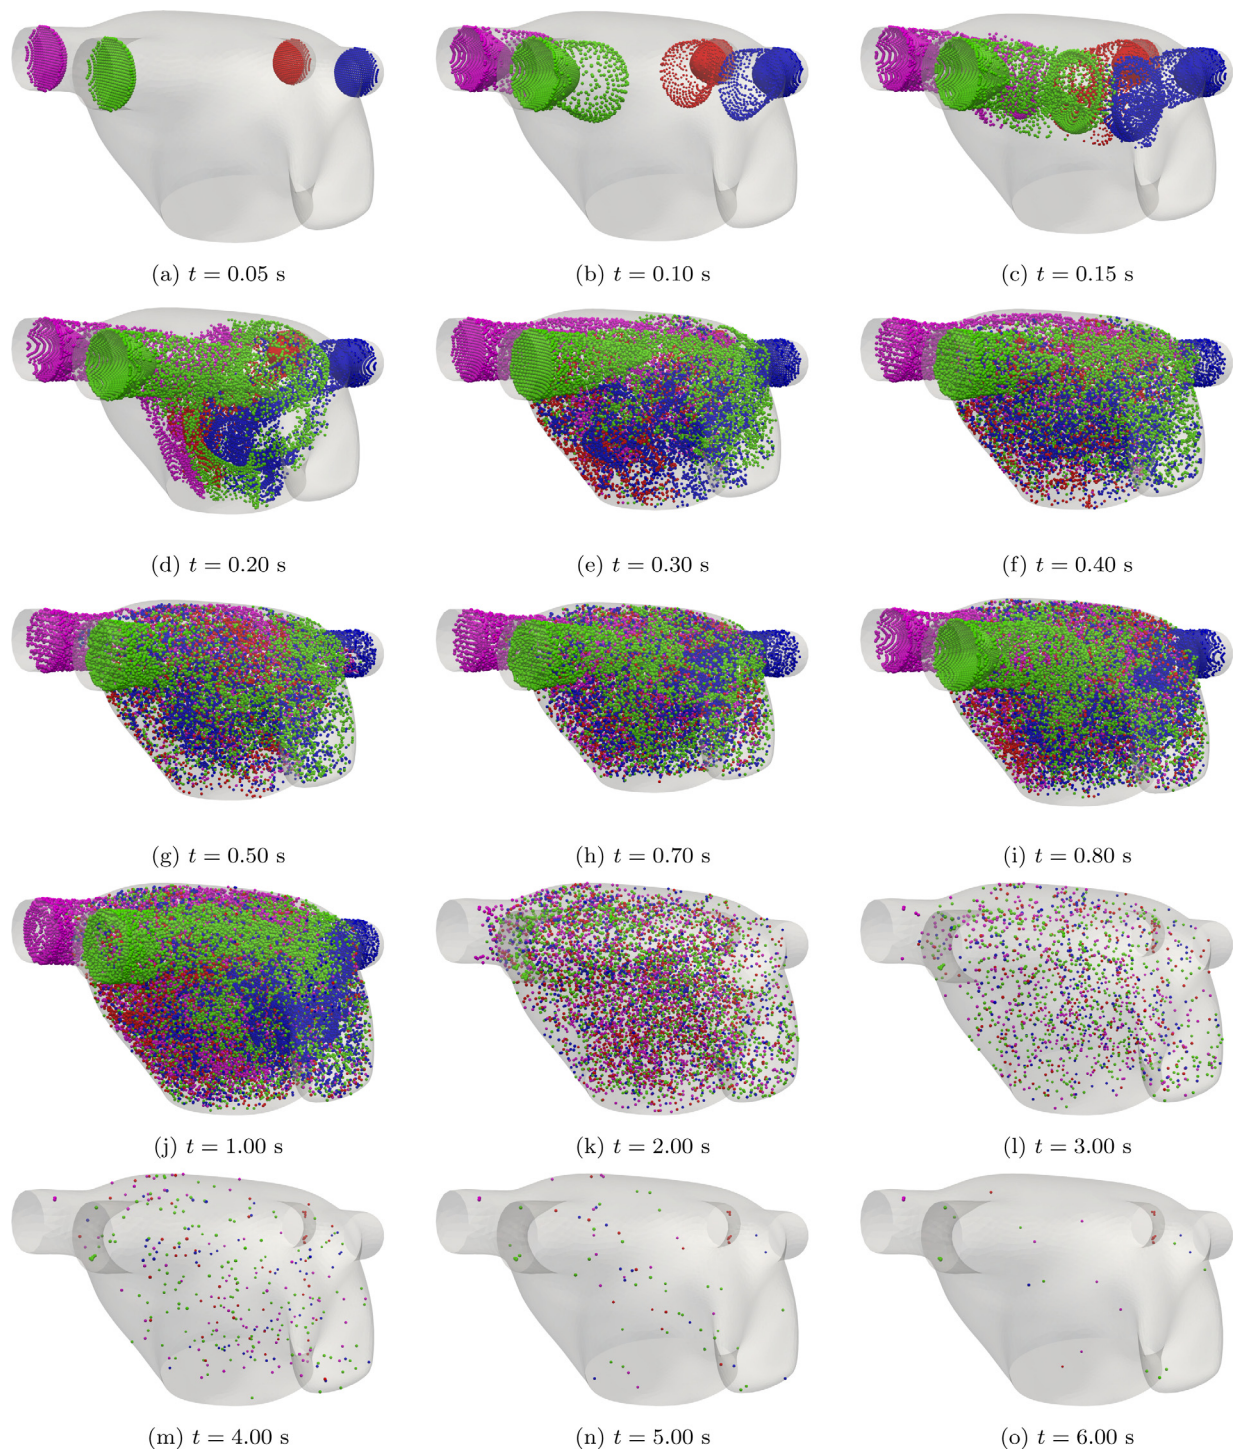 (a) t = 0.05 s
(b) t = 0.10 s
(c) t = 0.15 s
(d) t = 0.20 s
(e) t = 0.30 s
(f) t = 0.40 s
(g) t = 0.50 s
(h) t = 0.70 s
(i) t = 0.80 s
(j) t = 1.00 s
(k) t = 2.00 s
(l) t = 3.00 s
(m) t = 4.00 s
(n) t = 5.00 s
(o) t = 6.00 s